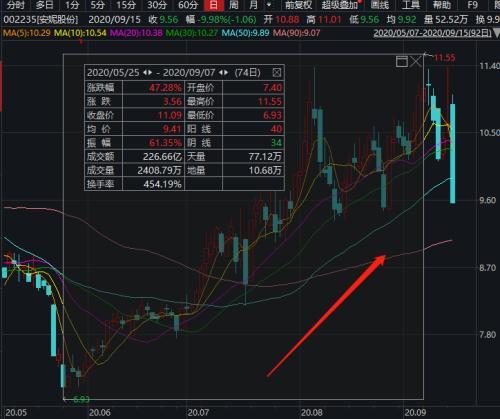 分时 多日 1分 5分 15分 30分 60分 日 周 月 前复权 超级叠加 画线 工具 F9
002235[安妮股份] 2020/09/15 收9.56 幅-9.98%(-1.06) 开10.88 高11.01 低9.56 均9.92 量52.52万 换9.9
MA(5)=10.29 MA(10)=10.54 MA(20)=10.38 MA(30)=10.27 MA(50)=9.89 MA(90)=9.07 2020/05/07-2020/09/15(92日)
11.55
11.40
2020/05/25 - 2020/09/07 (74日)
涨跌幅 47.28% 开盘价 7.40
涨 跌 3.56 最高价 11.55
收盘价 11.09 最低价 6.93
均 价 9.41 阳 线 40
振 幅 61.35% 阴 线 34
成交额 226.66亿 天量 77.12万
成交量 2408.79万 地量 10.68万
换手率 454.19%
10.50
9.60
8.70
7.80
6.93
20.05 20.06 20.07 20.08 20.09